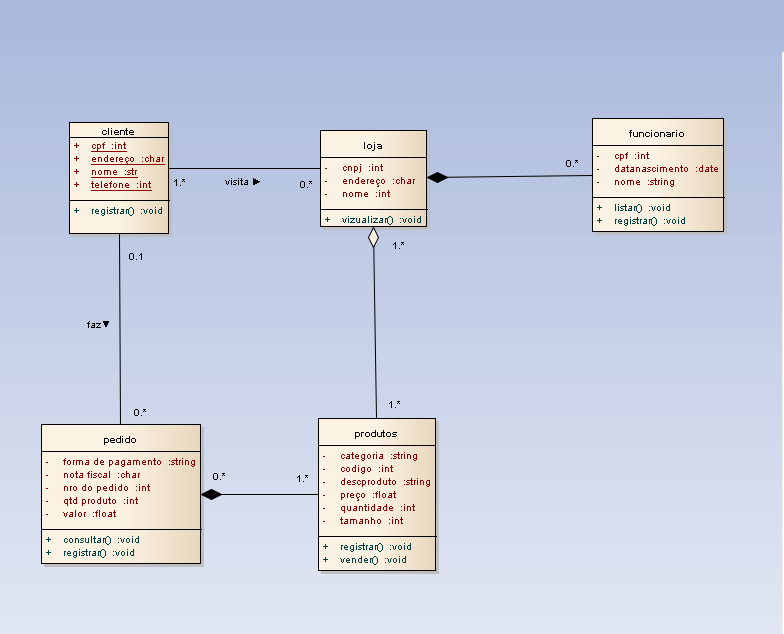 cliente
+ cpf :int
+ endereço :char
+ nome :str
+ telefone :int
+ registrar() :void
loja
- cnpj :int
- endereço :char
- nome :int
+ vizualizar() :void
funcionario
- cpf :int
- datanascimento :date
- nome :string
+ listar() :void
+ registrar() :void
1.*
visita
0.*
0.*
0.1
1.*
faz
0.*
1.*
pedido
- forma de pagamento :string
- nota fiscal :char
- nro do pedido :int
- qtd produto :int
- valor :float
+ consultar() :void
+ registrar() :void
0.*
1.*
produtos
- categoria :string
- codigo :int
- descproduto :string
- preço :float
- quantidade :int
- tamanho :int
+ registrar() :void
+ vender() :void